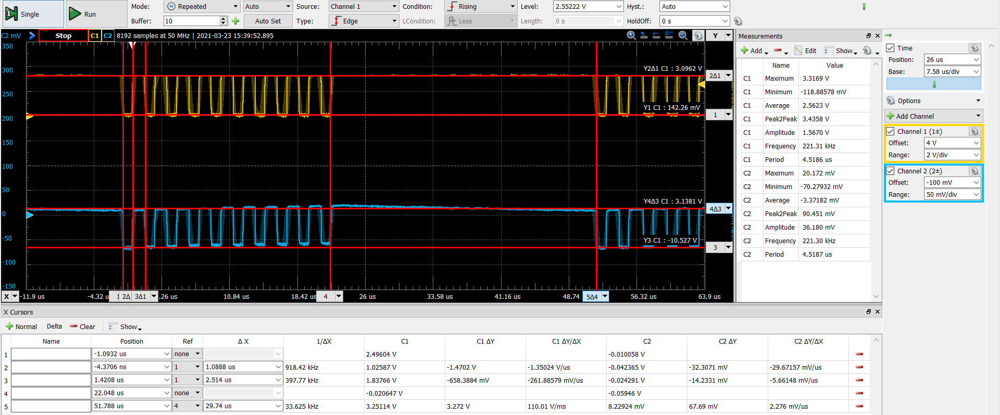 Single Run Mode: Repeated Auto Source: Channel 1 Condition: Rising Level: 2.55222 V Hyst.: Auto
Buffer: 10 Auto Set Type: Edge LCondition: Less Length: 0 s HoldOff: 0 s
C2 mV Stop C1 C2 8192 samples at 50 MHz | 2021-03-23 15:39:52.895 Y
350
300
250
200
150
100
50
0
-50
-100
-150
Y2Δ1 C1 : 3.0962 V 2Δ1
Y1 C1 : 142.26 mV 1
Y4Δ3 C1 : 3.1381 V 4Δ3
Y3 C1 : -10.527 V 3
X -11.9 us -4.32 u 1 2Δ1 3Δ1 .26 us 10.84 us 18.42 us 4 26 us 33.58 us 41.16 us 48.74 5Δ4 56.32 us 63.9 us
Measurements
Add Edit Show
Name Value
C1 Maximum 3.3169 V
C1 Minimum -118.88578 mV
C1 Average 2.5623 V
C1 Peak2Peak 3.4358 V
C1 Amplitude 1.5670 V
C1 Frequency 221.31 kHz
C1 Period 4.5186 us
C2 Maximum 20.172 mV
C2 Minimum -70.27932 mV
C2 Average -3.37182 mV
C2 Peak2Peak 90.451 mV
C2 Amplitude 36.180 mV
C2 Frequency 221.30 kHz
C2 Period 4.5187 us
Time
Position: 26 us
Base: 7.58 us/div
Options
Add Channel
Channel 1 (1±)
Offset: 4 V
Range: 2 V/div
Channel 2 (2±)
Offset: -100 mV
Range: 50 mV/div
X Cursors
Normal Delta Clear Show
Name Position Ref Δ X 1/ΔX C1 C1 ΔY C1 ΔY/ΔX C2 C2 ΔY C2 ΔY/ΔX
1 -1.0932 us none 2.49604 V -0.010058 V
2 -4.3706 ns 1 1.0888 us 918.42 kHz 1.02587 V -1.4702 V -1.35024 V/us -0.042365 V -32.3071 mV -29.67157 mV/us
3 1.4208 us 1 2.514 us 397.77 kHz 1.83766 V -658.3884 mV -261.88579 mV/us -0.024291 V -14.2331 mV -5.66148 mV/us
4 22.048 us none -0.020647 V -0.05946 V
5 51.788 us 4 29.74 us 33.625 kHz 3.25114 V 3.272 V 110.01 V/ms 8.22924 mV 67.69 mV 2.276 mV/us